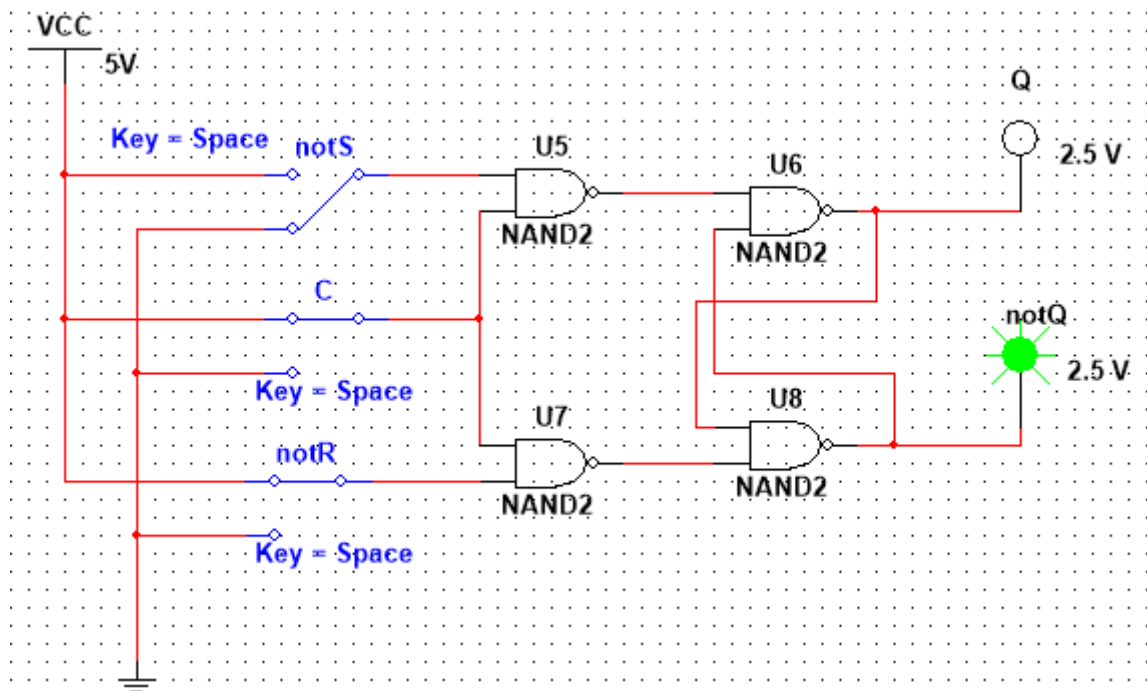 VCC
5V
Q
Key = Space
notS
U5
2.5 V
U6
NAND2
NAND2
C
notQ
2.5 V
Key = Space
U8
U7
notR
NAND2
NAND2
Key = Space